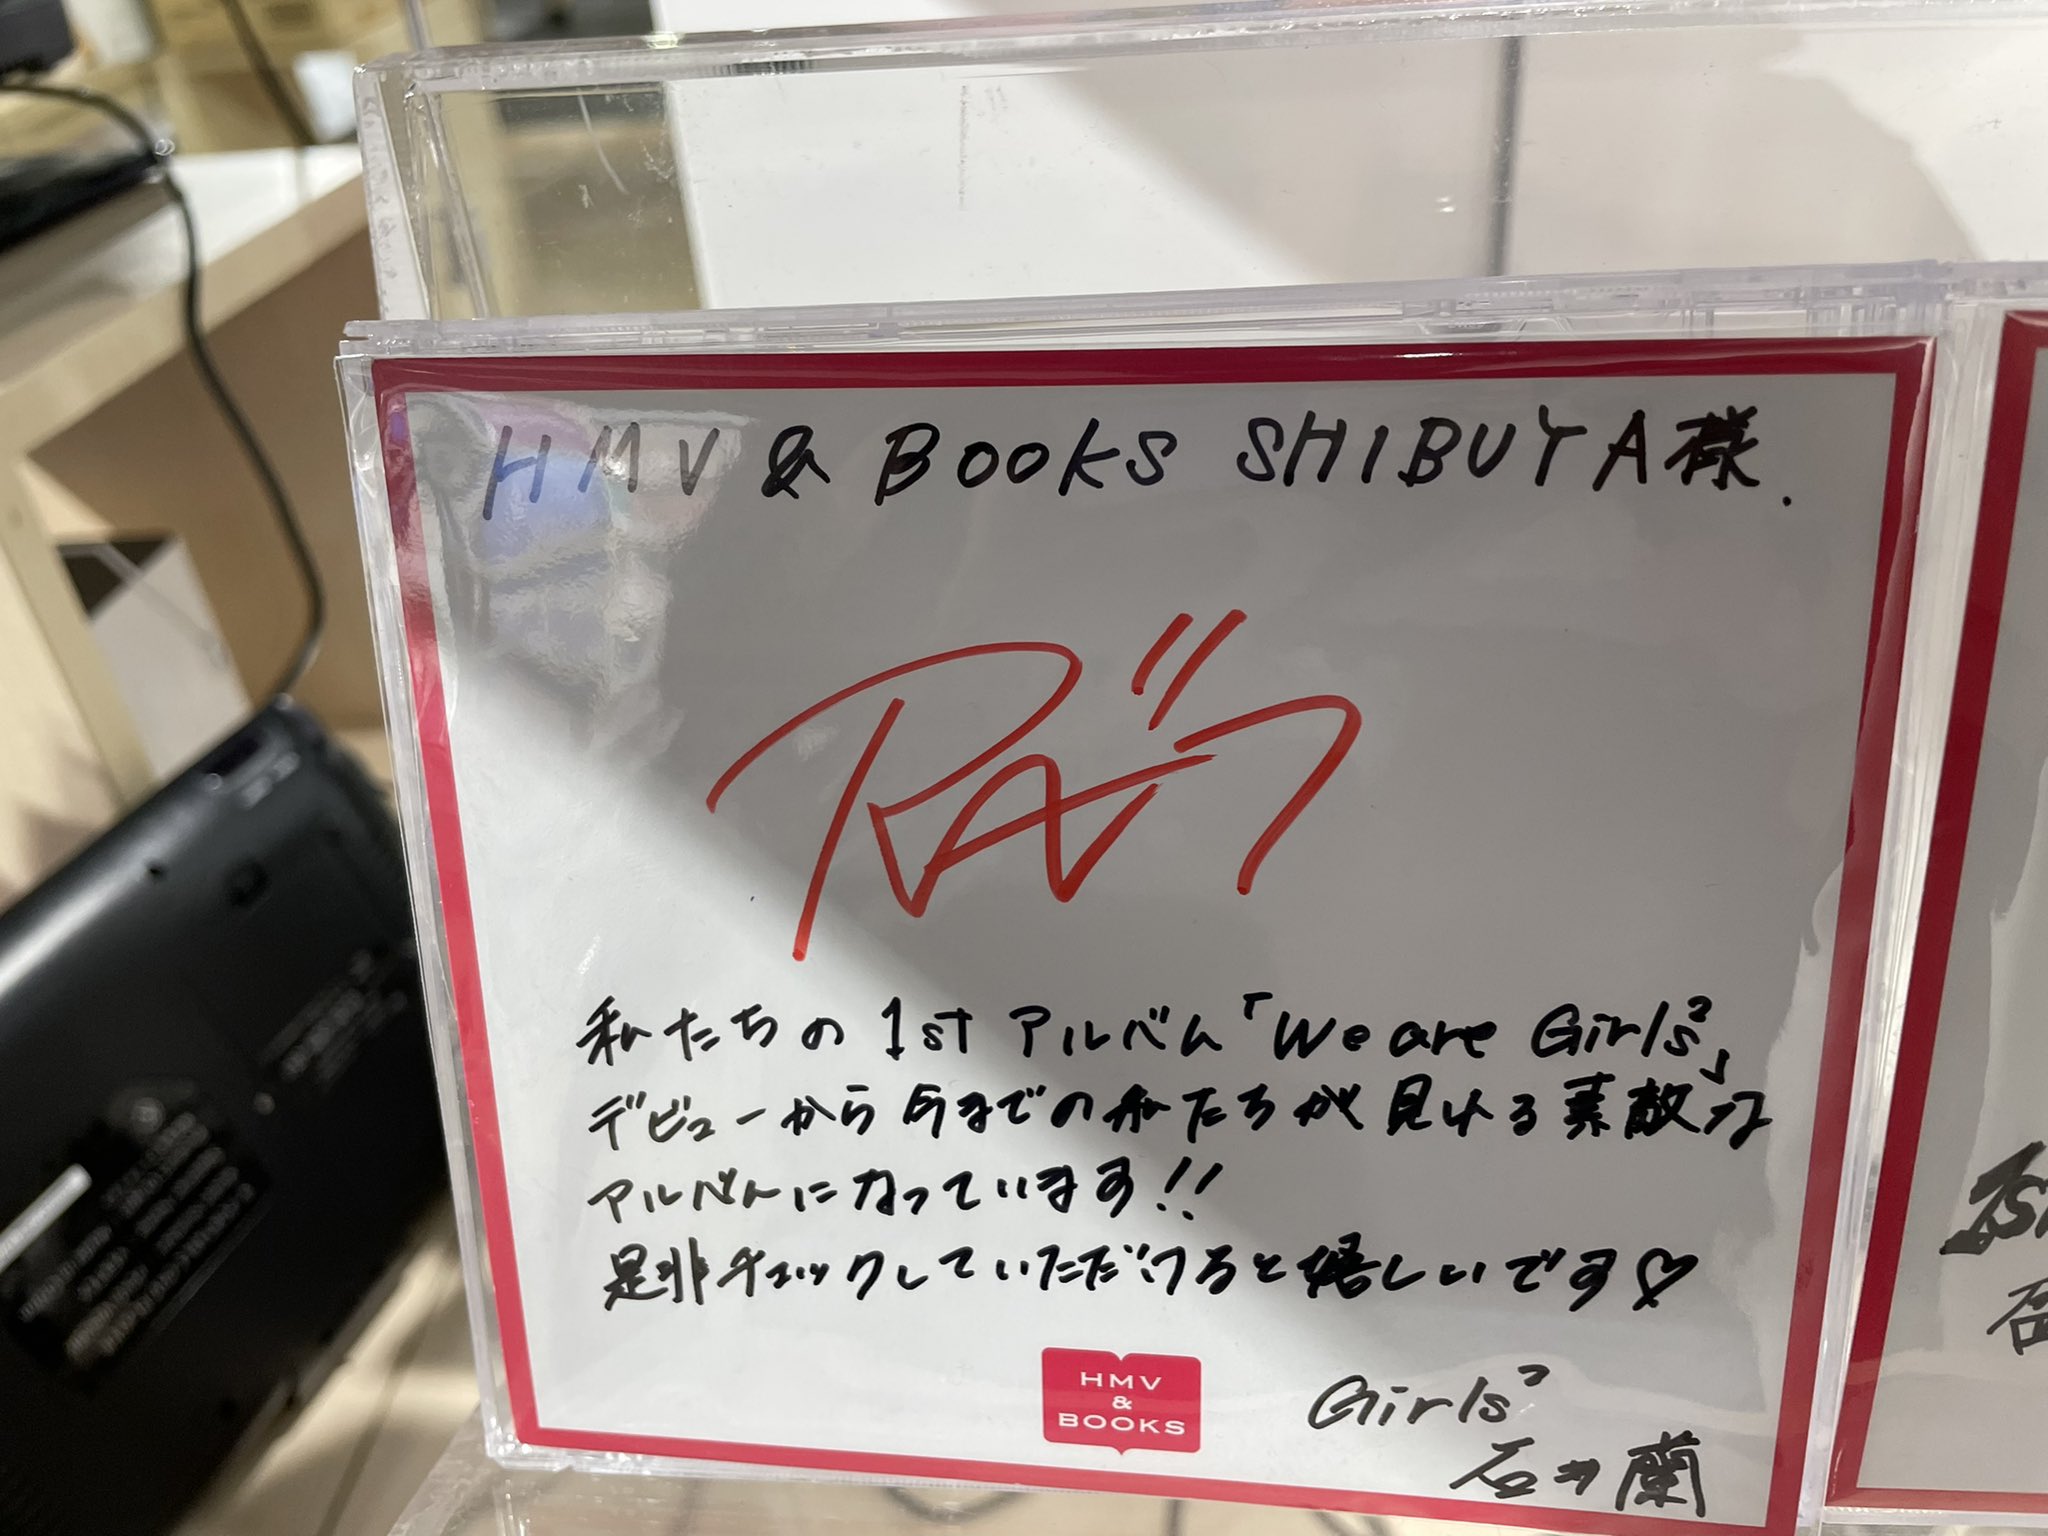 HMV & BOOKS SHIBUYA様.
私たちの1stアルバム「We are Girls²」
デビューから今までの私たちが見れる素敵な
アルバムになっています!!
是非チェックしていただけると嬉しいです♡
HMV
&
BOOKS
Girls²
石井蘭